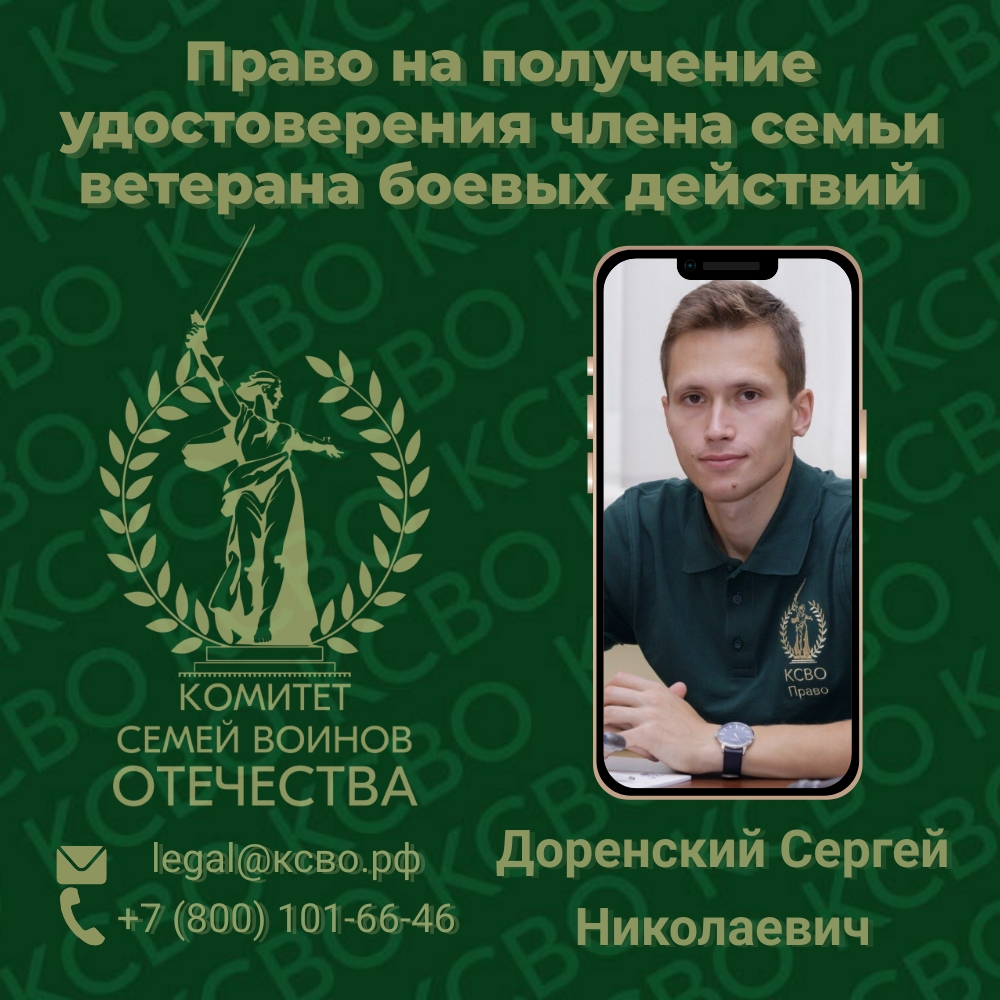 Право на получение
удостоверения члена семьи
ветерана боевых действий
КОМИТЕТ
СЕМЕЙ ВОИНОВ
ОТЕЧЕСТВА
КСВО
Право
legal@ксво.рф
+7 (800) 101-66-46
Доренский Сергей
Николаевич